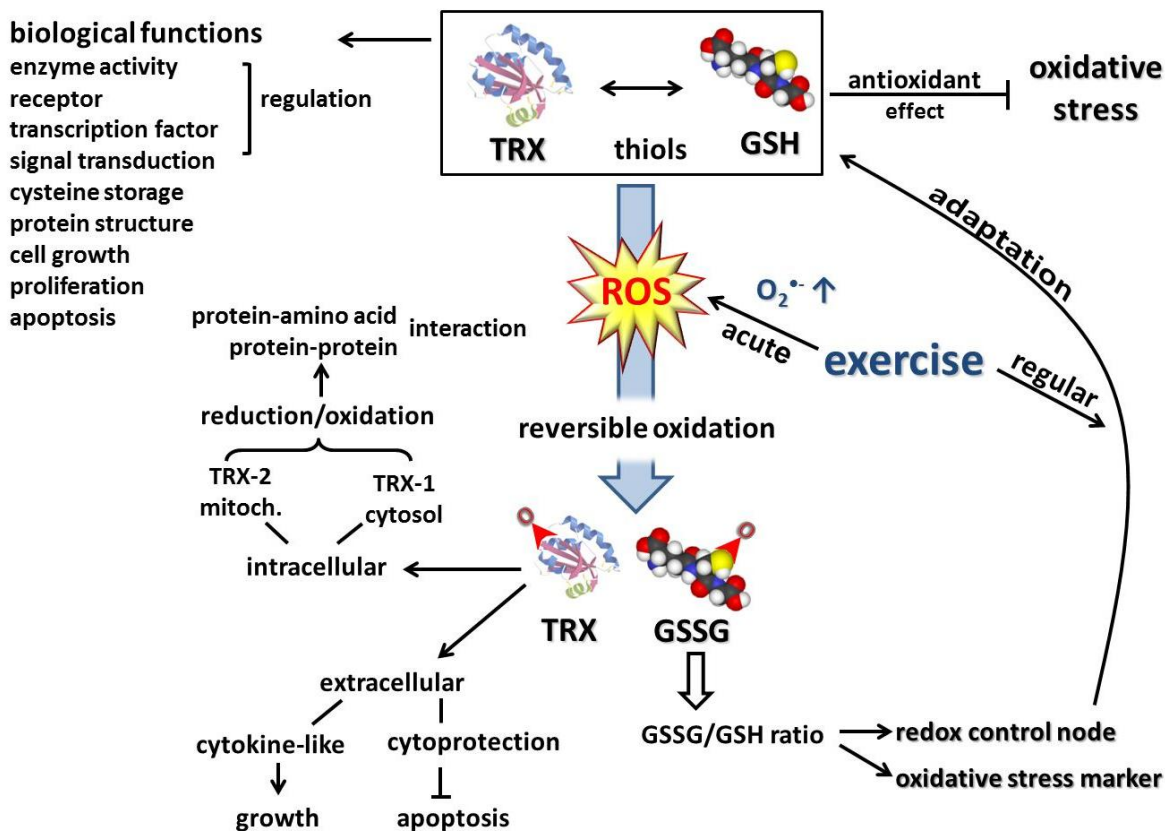 biological functions
enzyme activity
receptor
transcription factor
signal transduction
regulation
cysteine storage
protein structure
cell growth
proliferation
apoptosis
TRX
thiols
GSH
antioxidant
effect
oxidative
stress
adaptation
ROS
O₂•- ↑
acute
exercise
regular
protein-amino acid
protein-protein
interaction
reduction/oxidation
reversible oxidation
TRX-2
mitoch.
TRX-1
cytosol
intracellular
O
O
TRX
GSSG
extracellular
cytokine-like
cytoprotection
growth
apoptosis
GSSG/GSH ratio
redox control node
oxidative stress marker